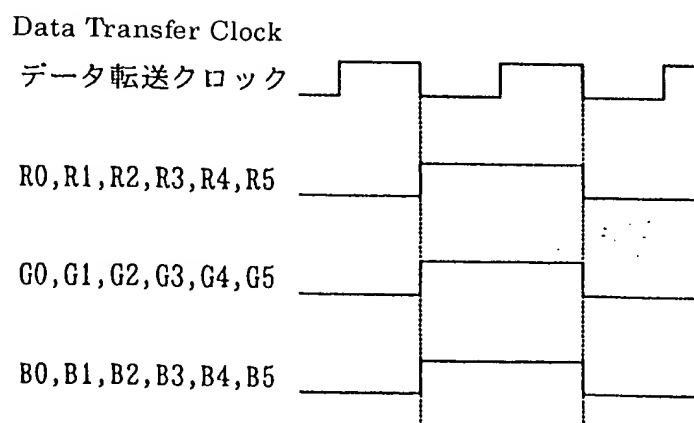 Data Transfer Clock
データ転送クロック
R0,R1,R2,R3,R4,R5
G0,G1,G2,G3,G4,G5
B0,B1,B2,B3,B4,B5